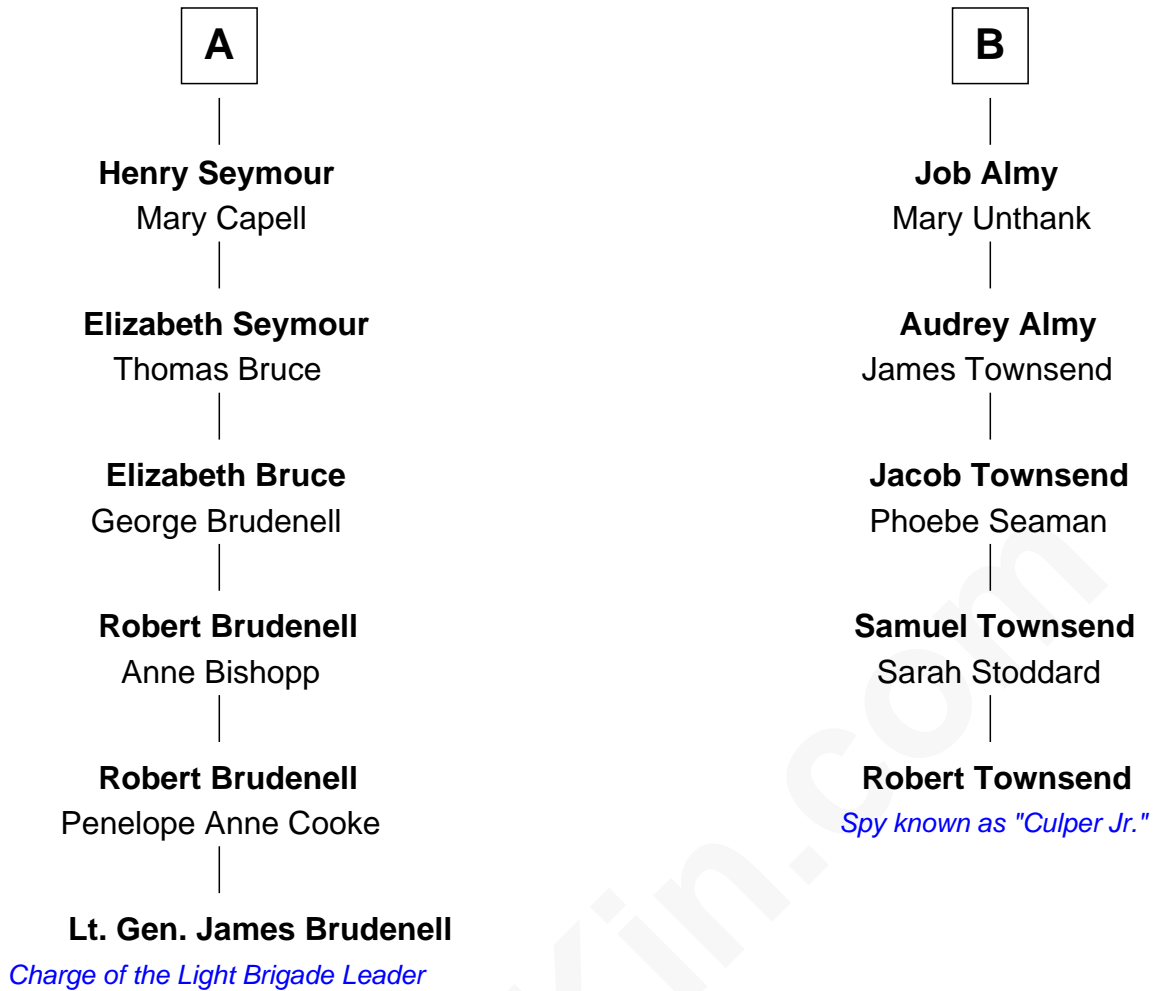 A
Henry Seymour
Mary Capell
Elizabeth Seymour
Thomas Bruce
Elizabeth Bruce
George Brudenell
Robert Brudenell
Anne Bishopp
Robert Brudenell
Penelope Anne Cooke
Lt. Gen. James Brudenell
Charge of the Light Brigade Leader
B
Job Almy
Mary Unthank
Audrey Almy
James Townsend
Jacob Townsend
Phoebe Seaman
Samuel Townsend
Sarah Stoddard
Robert Townsend
Spy known as "Culper Jr."